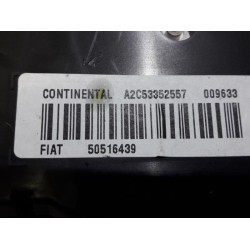 CONTINENTAL A2C53352557 009633
FIAT 50516439